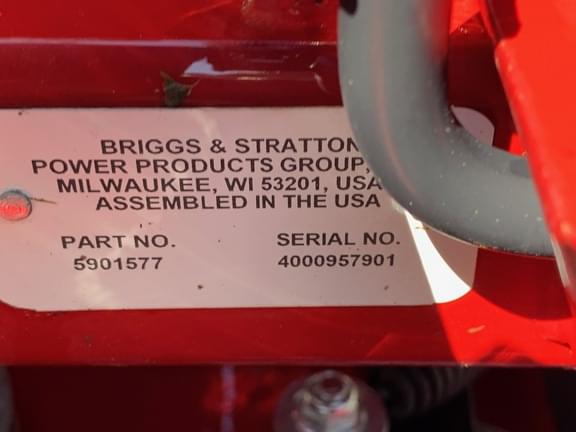 BRIGGS & STRATTON
POWER PRODUCTS GROUP,
MILWAUKEE, WI 53201, USA
ASSEMBLED IN THE USA
PART NO. SERIAL NO.
5901577 4000957901